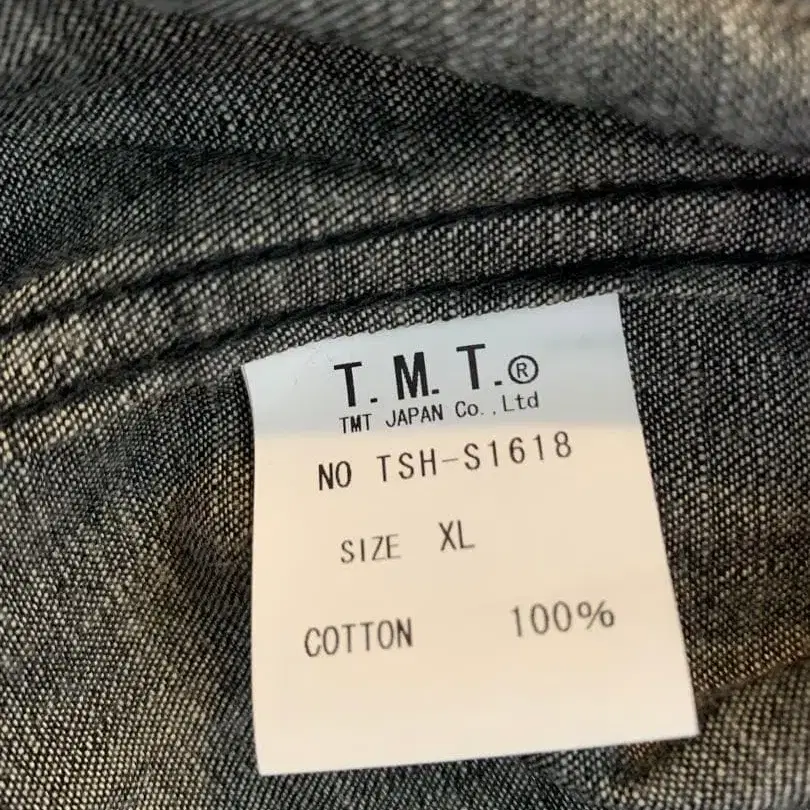 T.M.T.®
TMT JAPAN Co.,Ltd
NO TSH-S1618
SIZE XL
COTTON 100%